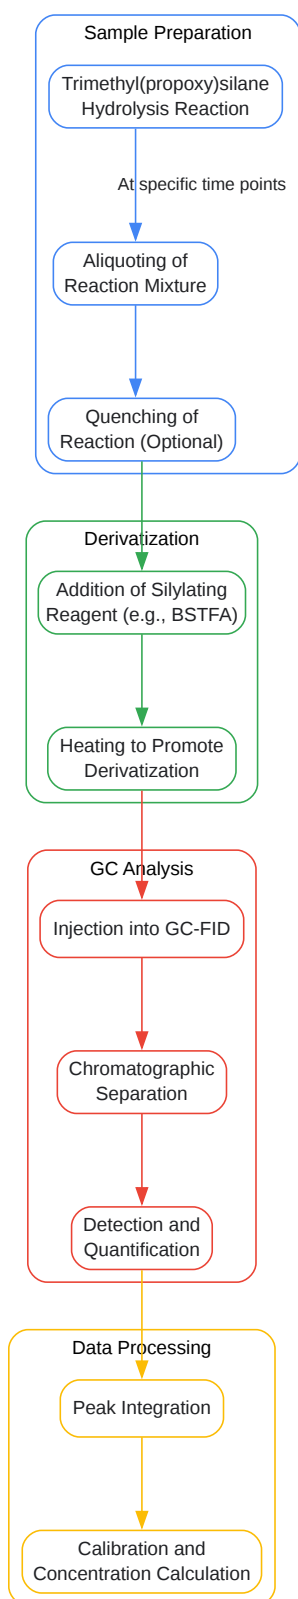 Sample Preparation
Trimethyl(propoxy)silane
Hydrolysis Reaction
At specific time points
Aliquoting of
Reaction Mixture
Quenching of
Reaction (Optional)
Derivatization
Addition of Silylating
Reagent (e.g., BSTFA)
Heating to Promote
Derivatization
GC Analysis
Injection into GC-FID
Chromatographic
Separation
Detection and
Quantification
Data Processing
Peak Integration
Calibration and
Concentration Calculation